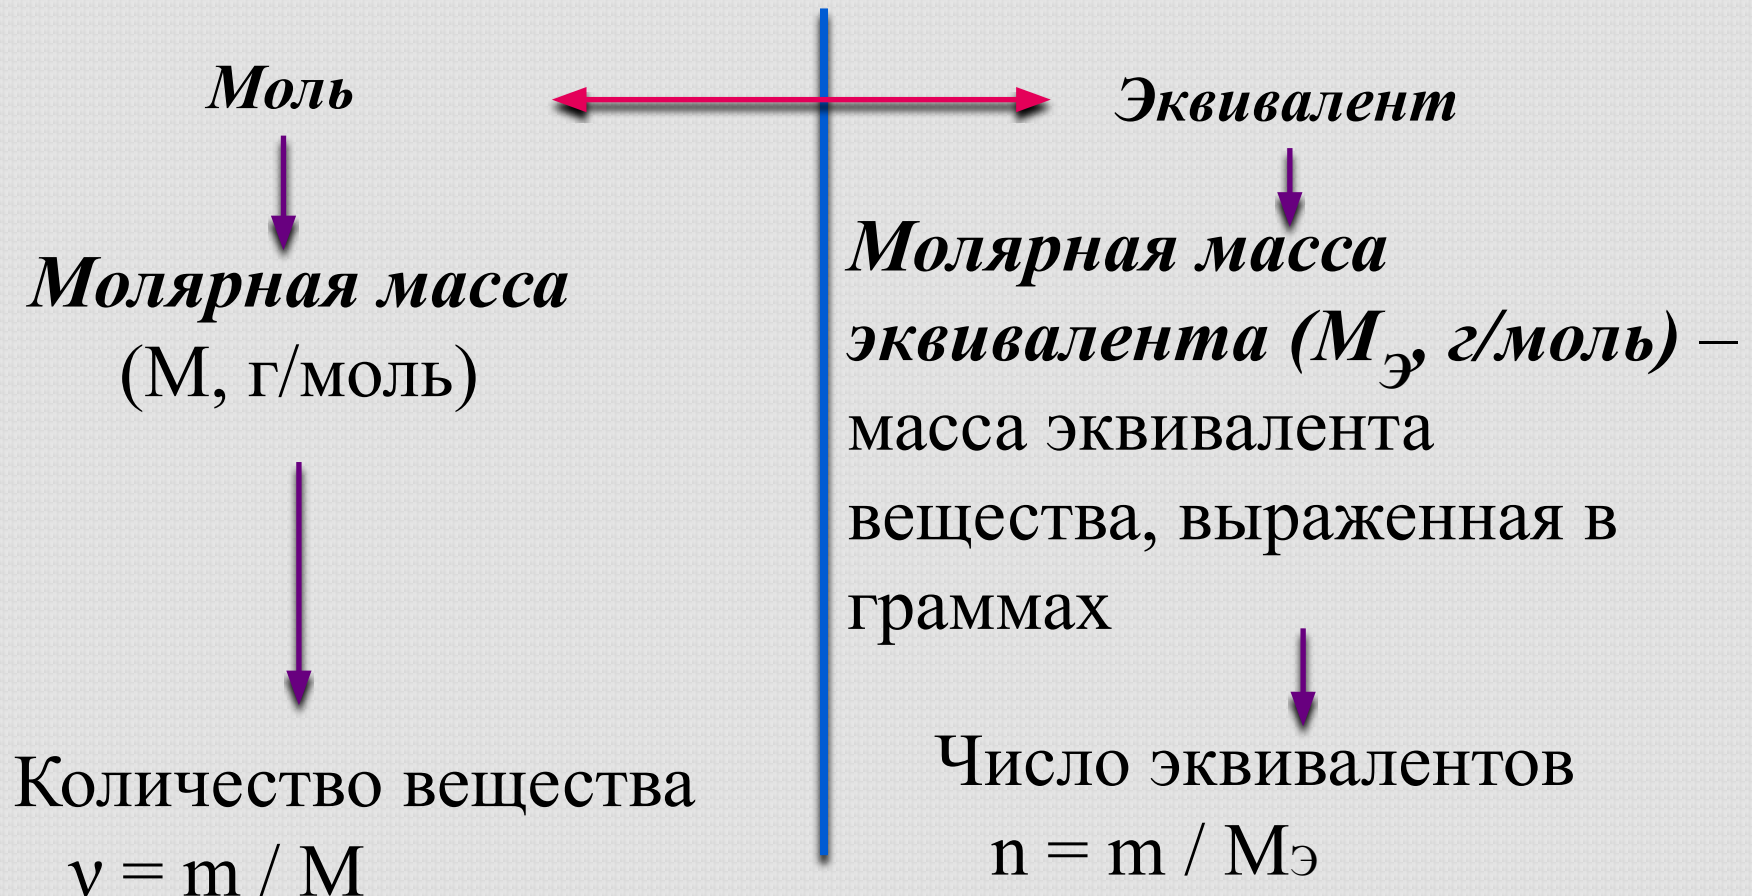 Моль
Молярная масса
(М, г/моль)
Количество вещества
ν = m / M
Эквивалент
Молярная масса
эквивалента (МЭ, г/моль) –
масса эквивалента
вещества, выраженная в
граммах
Число эквивалентов
n = m / МЭ